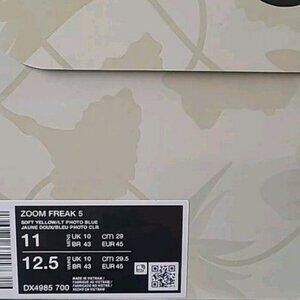 ZOOM FREAK 5
SOFT YELLOW/LT PHOTO BLUE
JAUNE DOUX/BLEU PHOTO CLR
11 MENS UK 10 cm 29
BR 43 EUR 45
12.5 WMNS UK 10 cm 29.5
BR 43 EUR 45
MADE IN VIETNAM /
DX4985 700